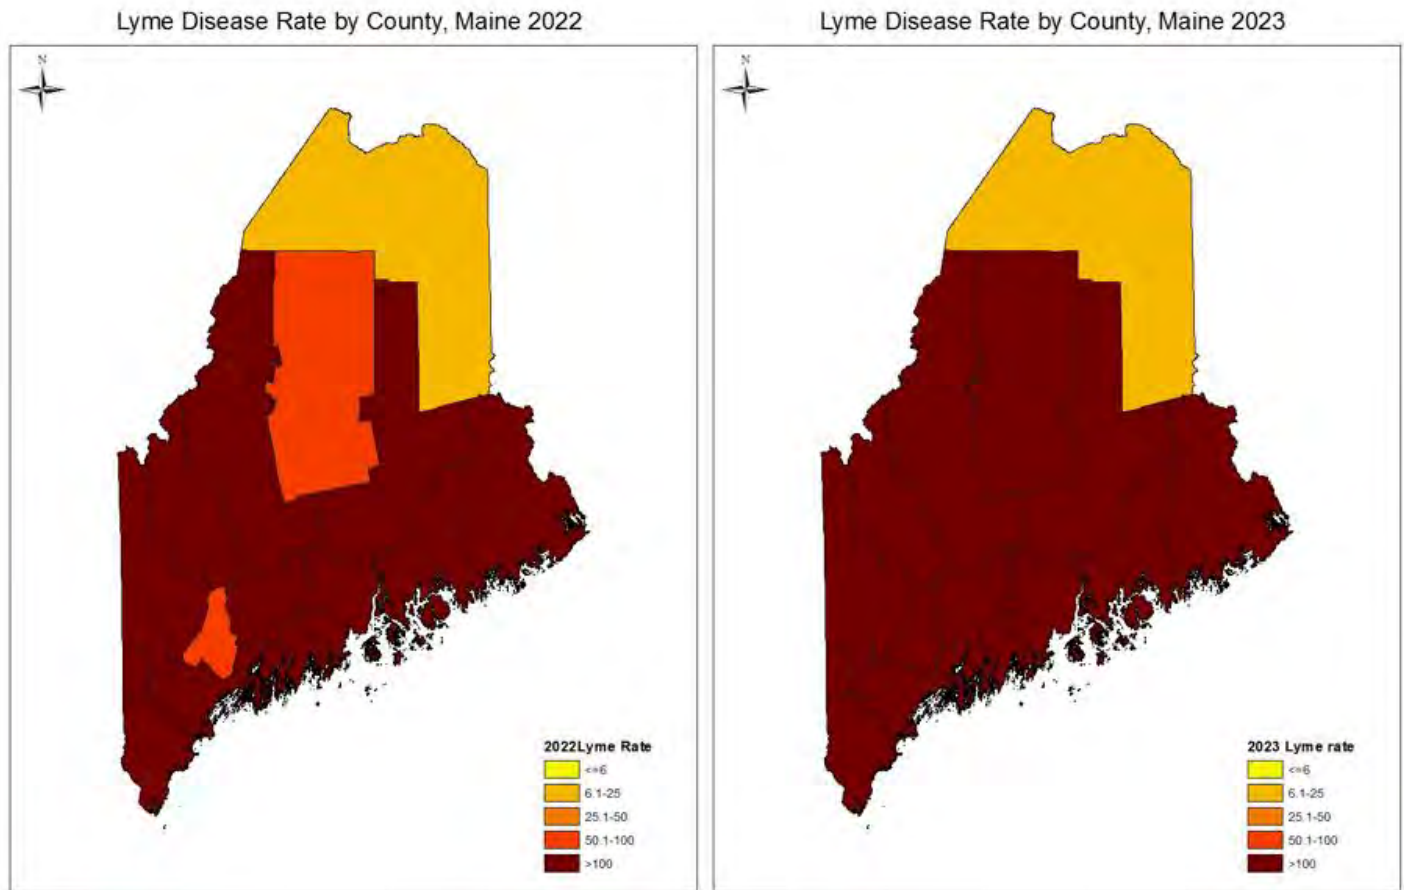 Lyme Disease Rate by County, Maine 2022
N
2022Lyme Rate
<=6
6.1-25
25.1-50
50.1-100
>100
Lyme Disease Rate by County, Maine 2023
N
2023 Lyme rate
<=6
6.1-25
25.1-50
50.1-100
>100